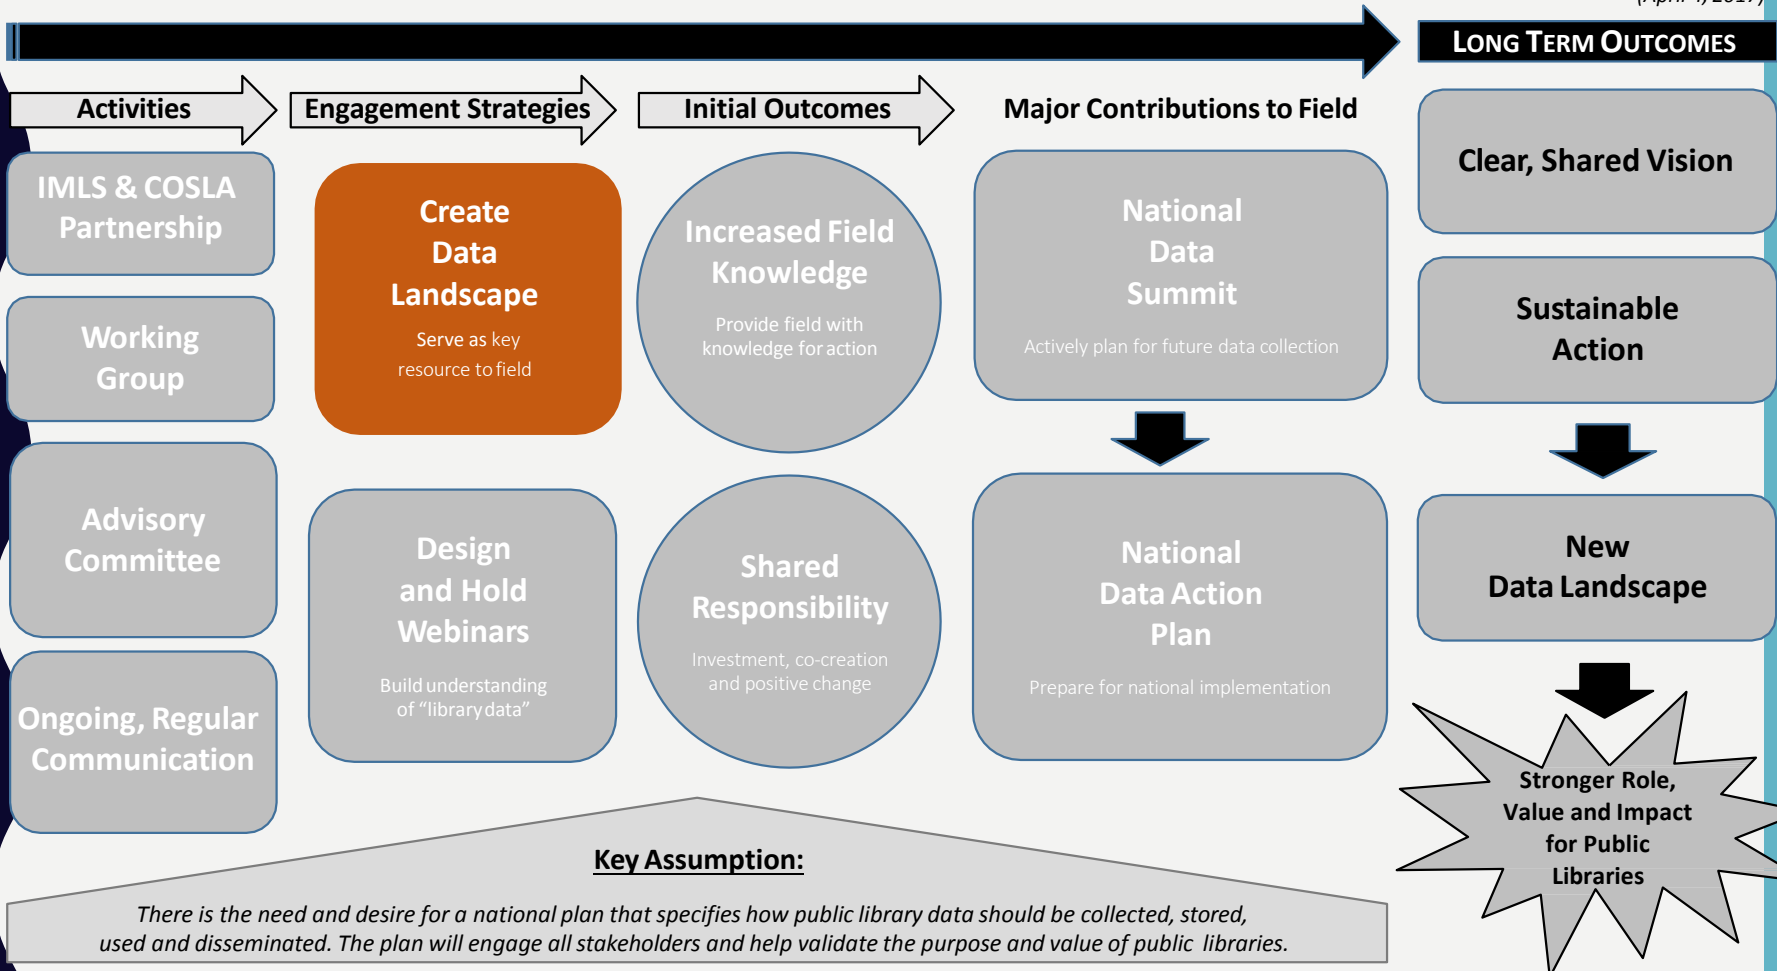 LONG TERM OUTCOMES
Activities
Engagement Strategies
Initial Outcomes
Major Contributions to Field
IMLS & COSLA
Partnership
Working
Group
Advisory
Committee
Ongoing, Regular
Communication
Create
Data
Landscape
Serve as key
resource to field
Design
and Hold
Webinars
Build understanding
of “library data”
Increased Field
Knowledge
Provide field with
knowledge for action
Shared
Responsibility
Investment, co-creation
and positive change
National
Data
Summit
Actively plan for future data collection
National
Data Action
Plan
Prepare for national implementation
Clear, Shared Vision
Sustainable
Action
New
Data Landscape
Stronger Role,
Value and Impact
for Public
Libraries
Key Assumption:
There is the need and desire for a national plan that specifies how public library data should be collected, stored,
used and disseminated. The plan will engage all stakeholders and help validate the purpose and value of public libraries.